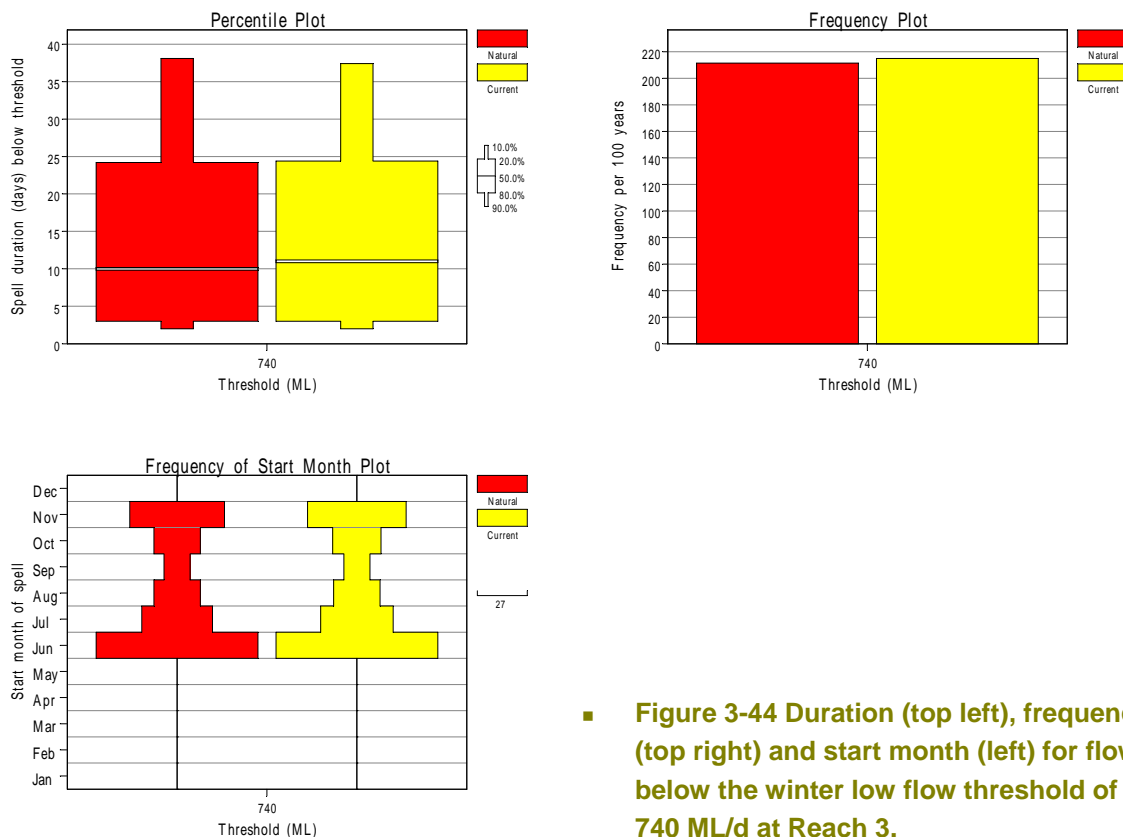 Percentile Plot
Spell duration (days) below threshold
40
35
30
25
20
15
10
5
0
740
Threshold (ML)
Natural
Current
10.0%
20.0%
50.0%
80.0%
90.0%
Frequency Plot
Frequency per 100 years
220
200
180
160
140
120
100
80
60
40
20
0
740
Threshold (ML)
Natural
Current
Frequency of Start Month Plot
Start month of spell
Dec
Nov
Oct
Sep
Aug
Jul
Jun
May
Apr
Mar
Feb
Jan
740
Threshold (ML)
Natural
Current
27
▪ Figure 3-44 Duration (top left), frequenc
(top right) and start month (left) for flow
below the winter low flow threshold of
740 ML/d at Reach 3.